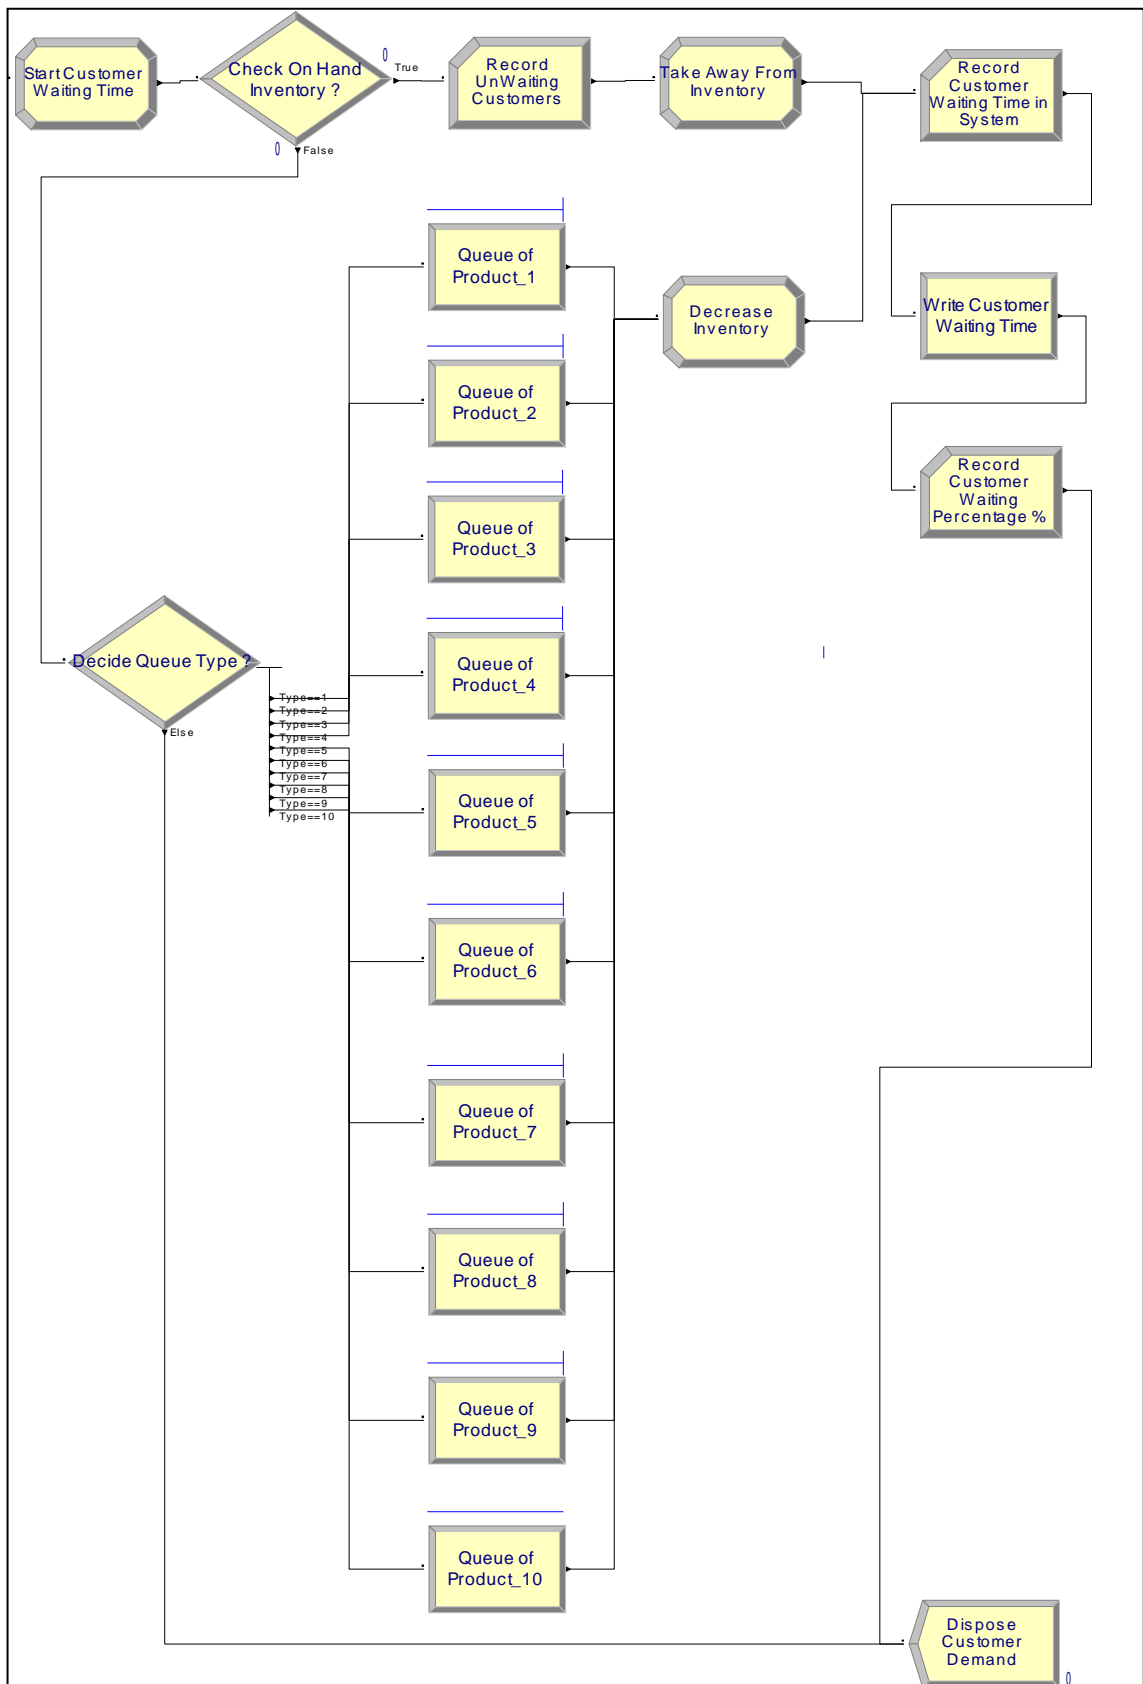 Start Customer
Waiting Time
Check On Hand
Inventory ?
0
True
0
False
Record
UnWaiting
Customers
Take Away From
Inventory
Record
Customer
Waiting Time in
System
Queue of
Product_1
Decrease
Inventory
Write Customer
Waiting Time
Queue of
Product_2
Record
Customer
Waiting
Percentage %
Queue of
Product_3
Decide Queue Type ?
Else
Type==1
Type==2
Type==3
Type==4
Type==5
Type==6
Type==7
Type==8
Type==9
Type==10
Queue of
Product_4
Queue of
Product_5
Queue of
Product_6
Queue of
Product_7
Queue of
Product_8
Queue of
Product_9
Queue of
Product_10
Dispose
Customer
Demand
0